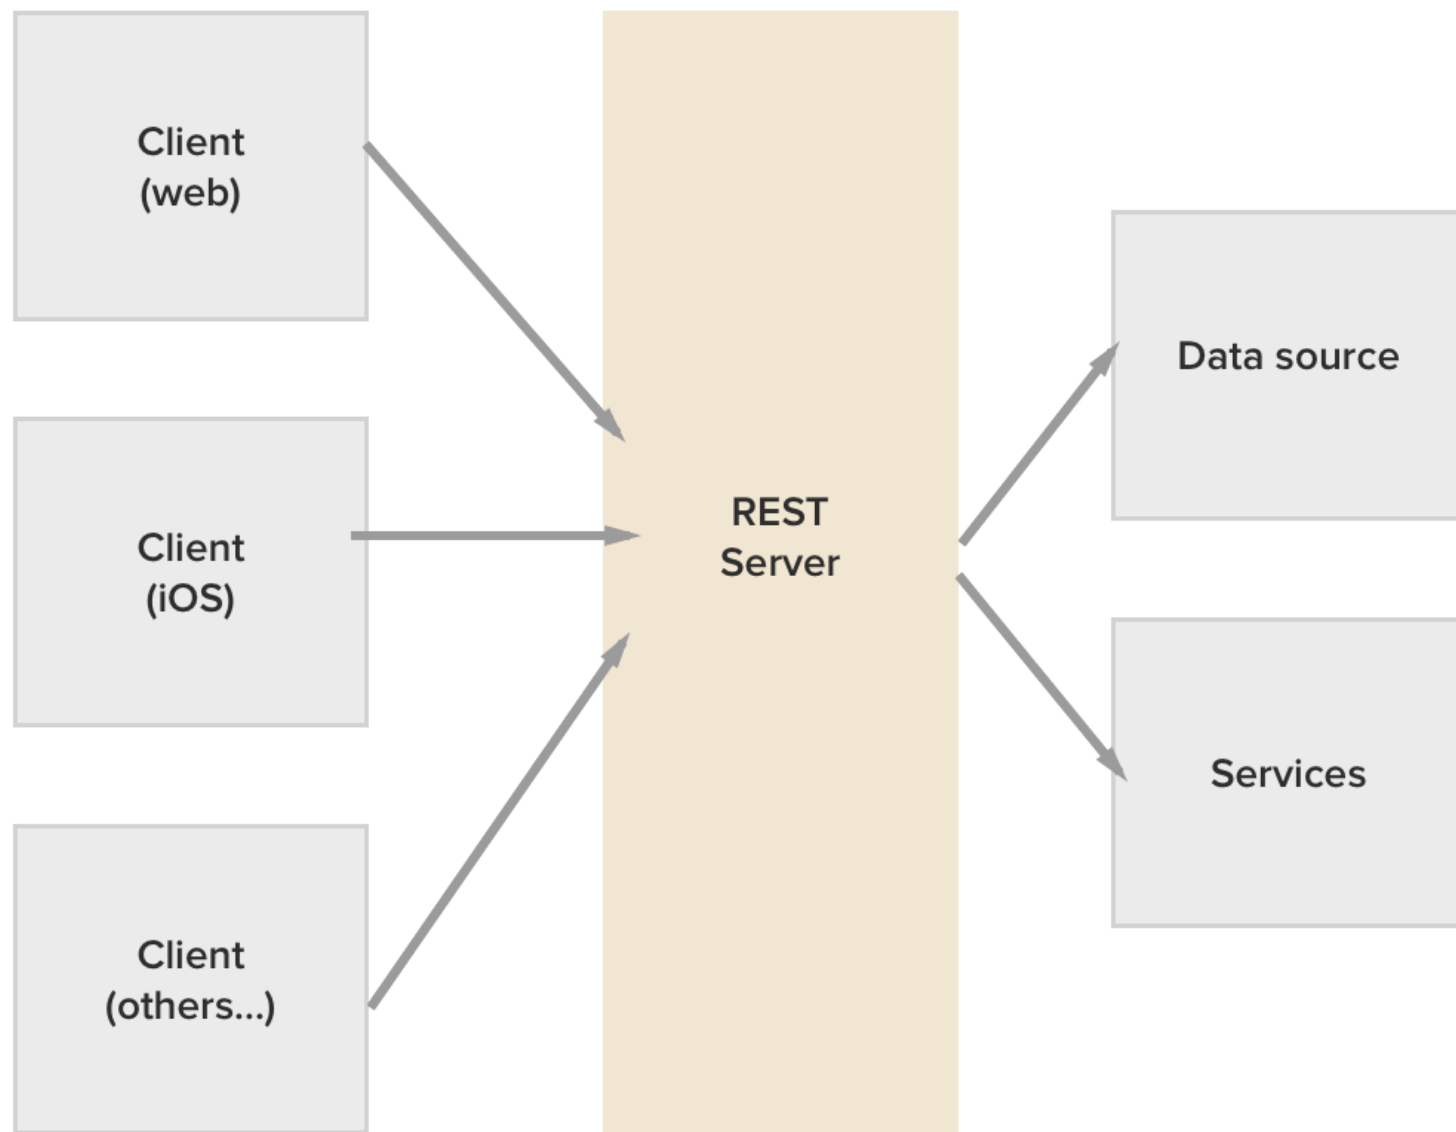 Client
(web)
Client
(iOS)
Client
(others...)
REST
Server
Data source
Services